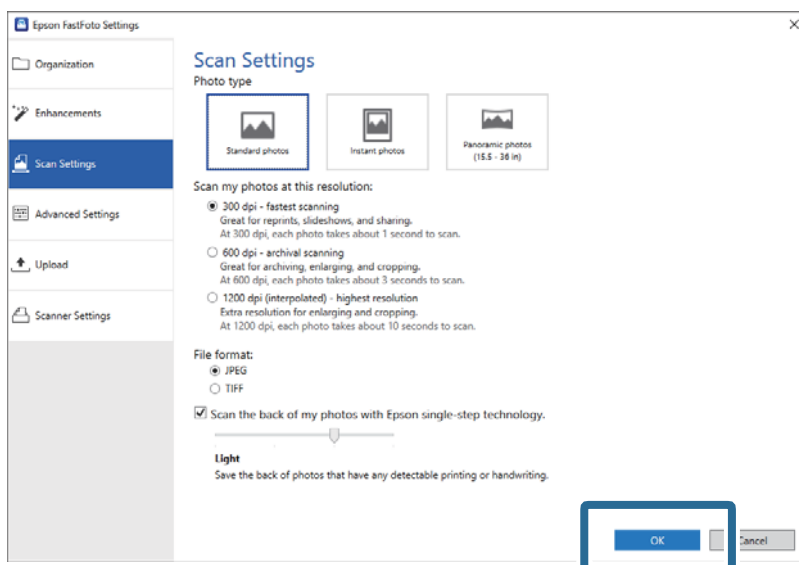 Epson FastFoto Settings
Organization
Enhancements
Scan Settings
Advanced Settings
Upload
Scanner Settings
Scan Settings
Photo type
Standard photos
Instant photos
Panoramic photos
(15.5 - 36 in)
Scan my photos at this resolution:
300 dpi - fastest scanning
Great for reprints, slideshows, and sharing.
At 300 dpi, each photo takes about 1 second to scan.
600 dpi - archival scanning
Great for archiving, enlarging, and cropping.
At 600 dpi, each photo takes about 3 seconds to scan.
1200 dpi (interpolated) - highest resolution
Extra resolution for enlarging and cropping.
At 1200 dpi, each photo takes about 10 seconds to scan.
File format:
JPEG
TIFF
Scan the back of my photos with Epson single-step technology.
Light
Save the back of photos that have any detectable printing or handwriting.
OK
Cancel